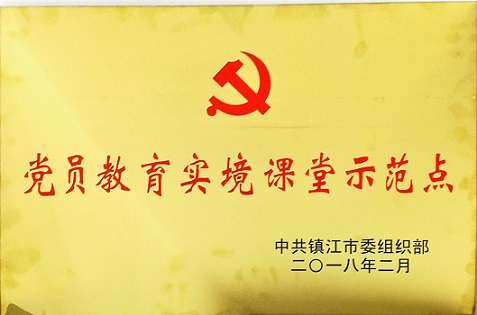 党员教育实境课堂示范点
中共镇江市委组织部
二〇一八年二月